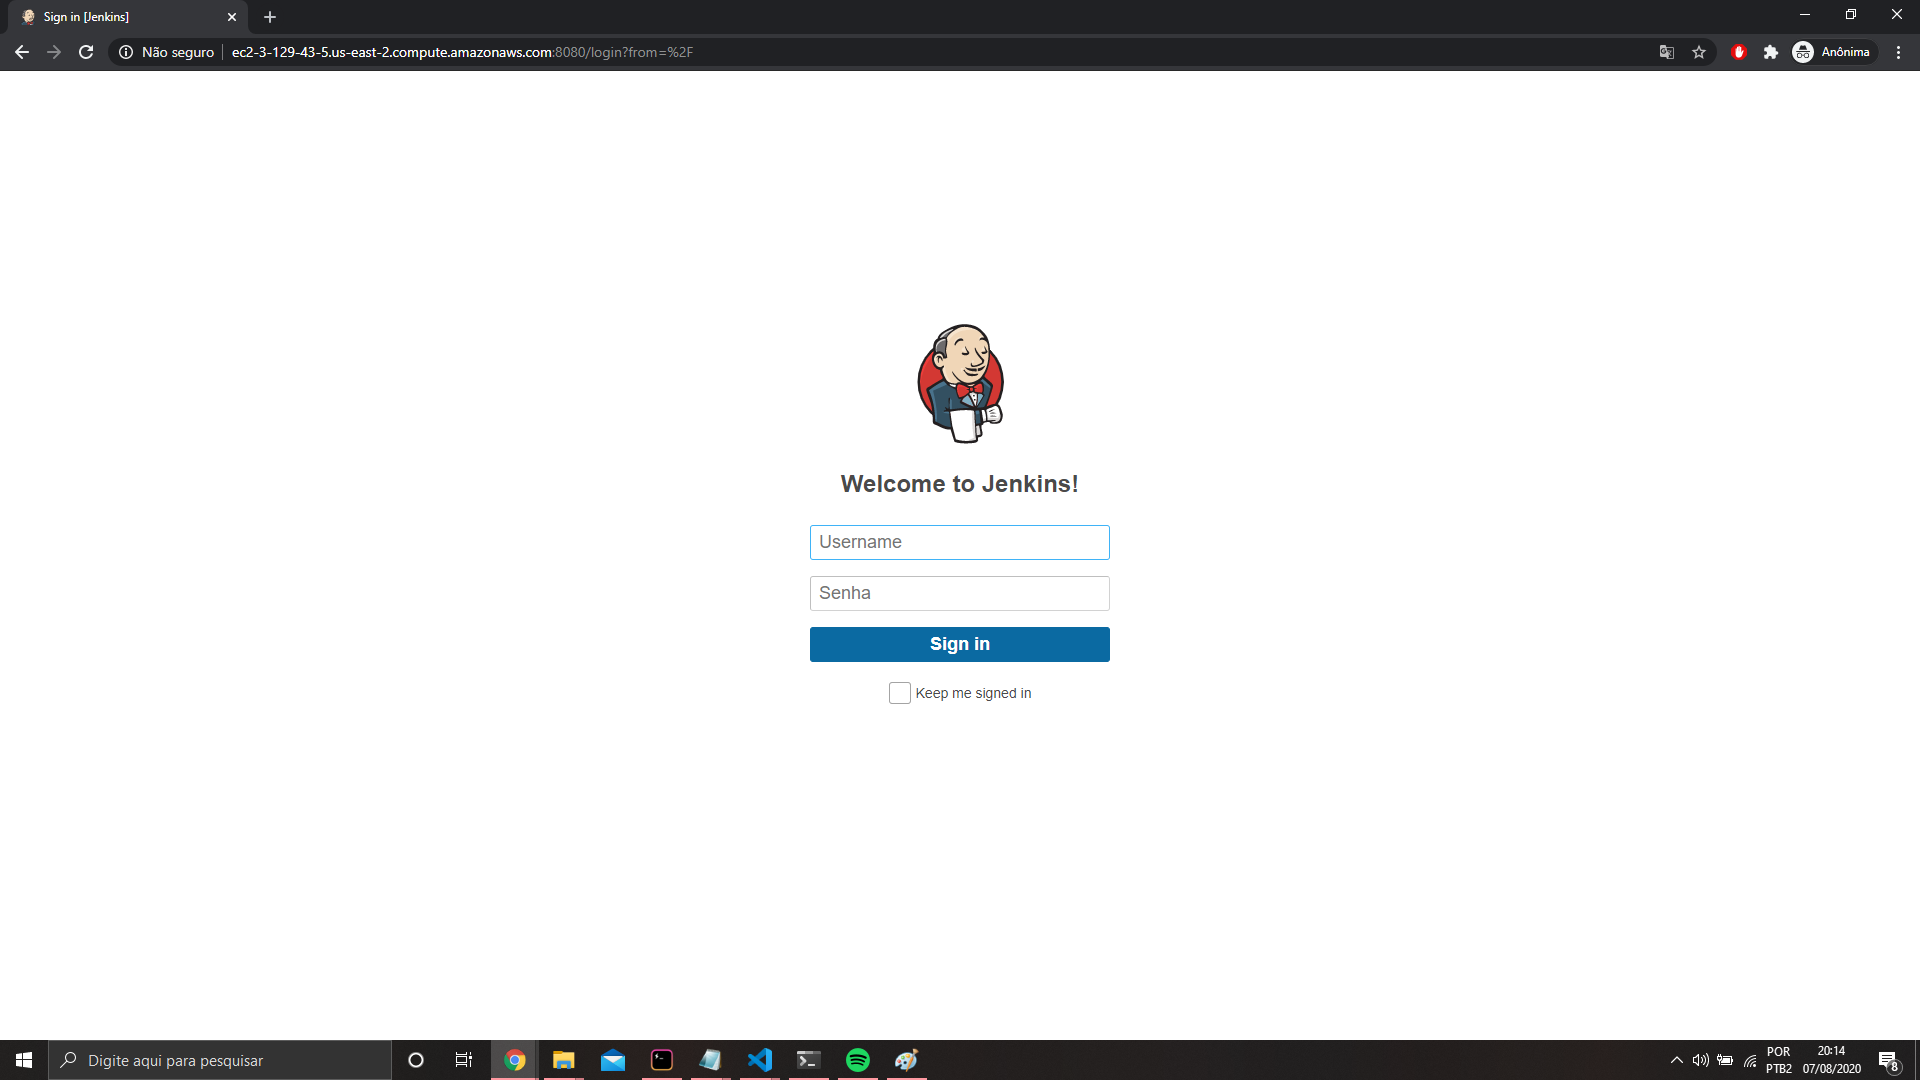 Sign in [Jenkins]
Não seguro
ec2-3-129-43-5.us-east-2.compute.amazonaws.com:8080/login?from=%2F
Anônima
Welcome to Jenkins!
Username
Senha
Sign in
Keep me signed in
Digite aqui para pesquisar
POR
PTB2
20:14
07/08/2020
8